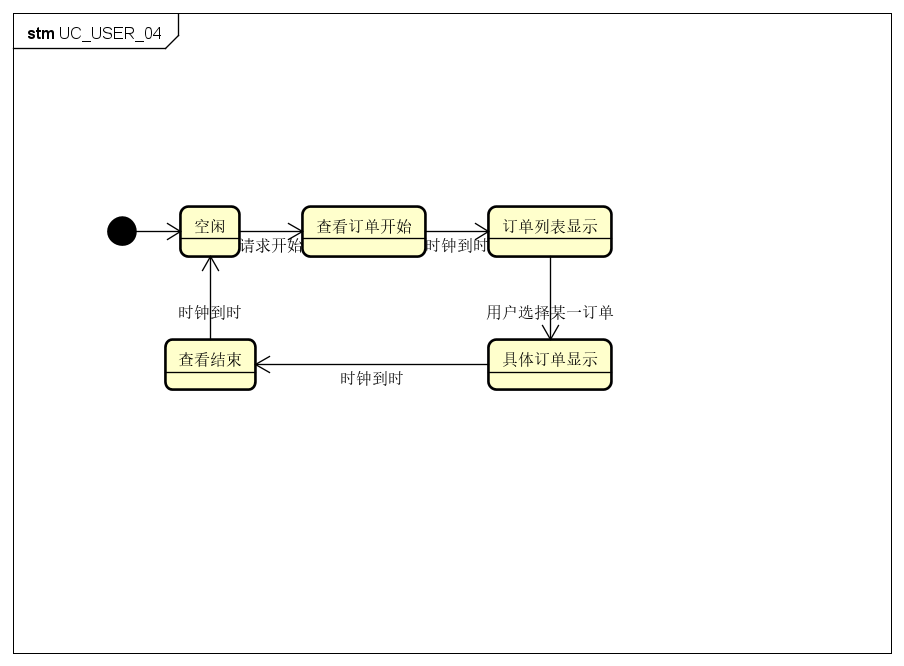 stm UC_USER_04
空闲
查看订单开始
订单列表显示
请求开始
时钟到时
时钟到时
用户选择某一订单
查看结束
具体订单显示
时钟到时